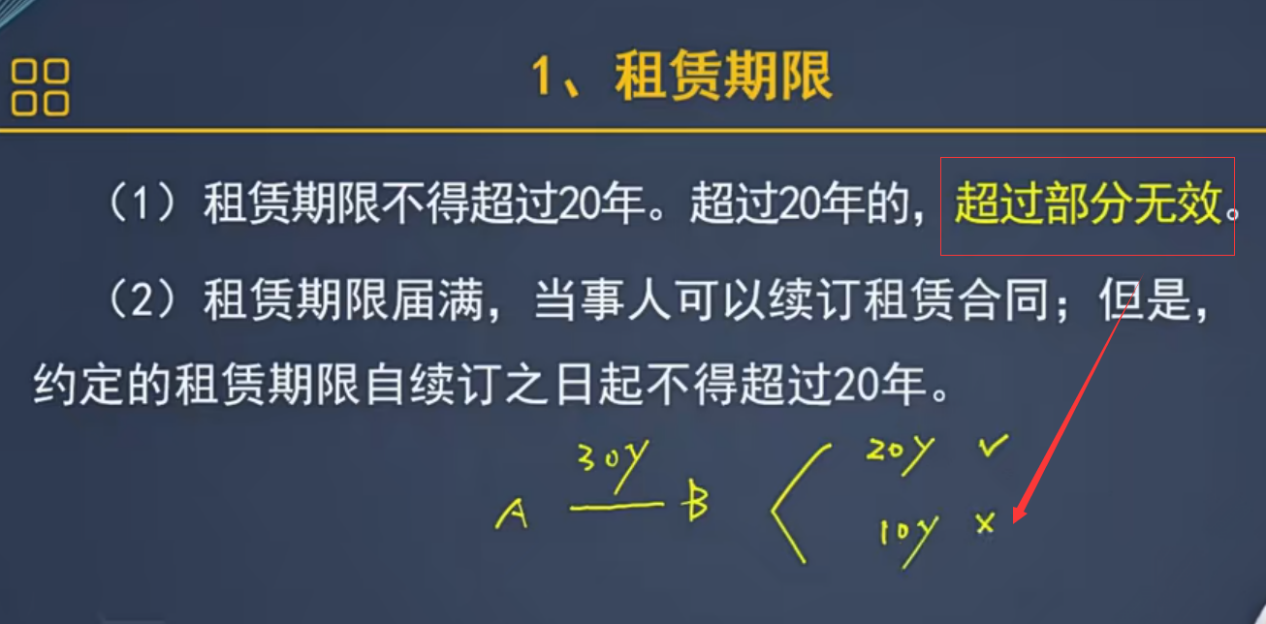 1、租赁期限
（1）租赁期限不得超过20年。超过20年的，超过部分无效。
（2）租赁期限届满，当事人可以续订租赁合同；但是，
约定的租赁期限自续订之日起不得超过20年。
30y
A B
20y ✓
10y ×